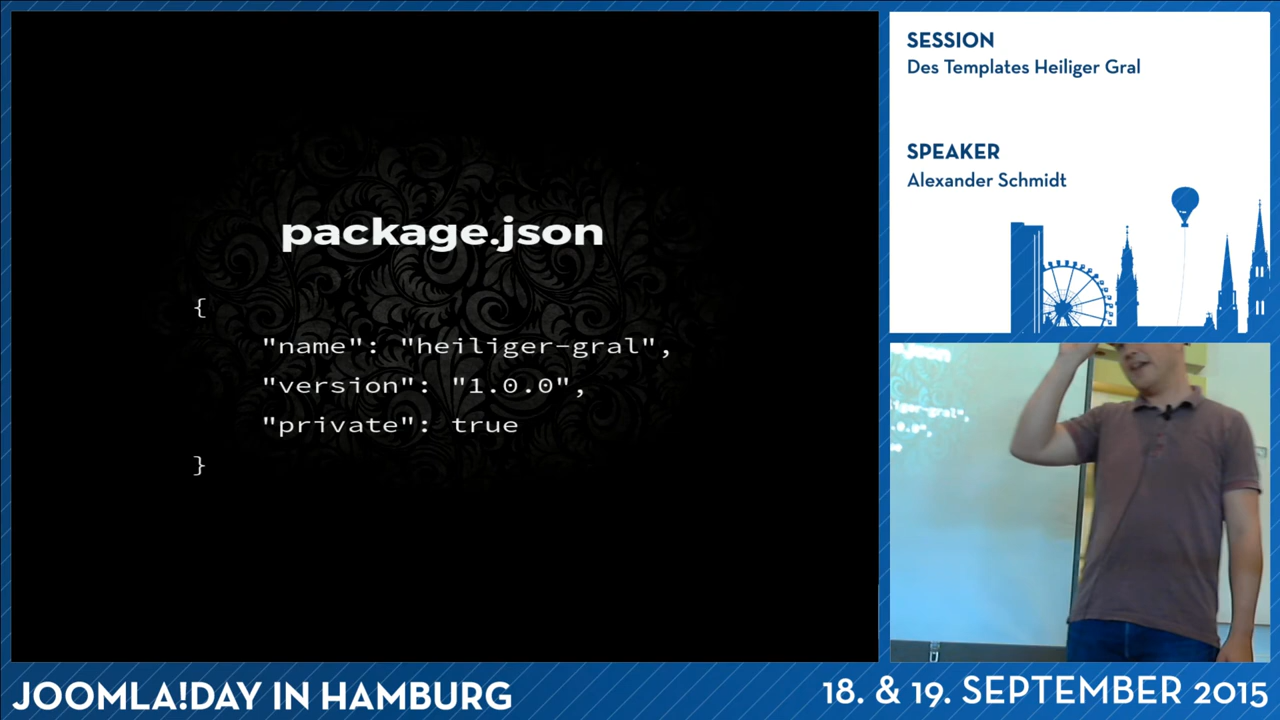 package.json
{
"name": "heiliger-gral",
"version": "1.0.0",
"private": true
}
SESSION
Des Templates Heiliger Gral
SPEAKER
Alexander Schmidt
JOOMLA!DAY IN HAMBURG
18. & 19. SEPTEMBER 2015